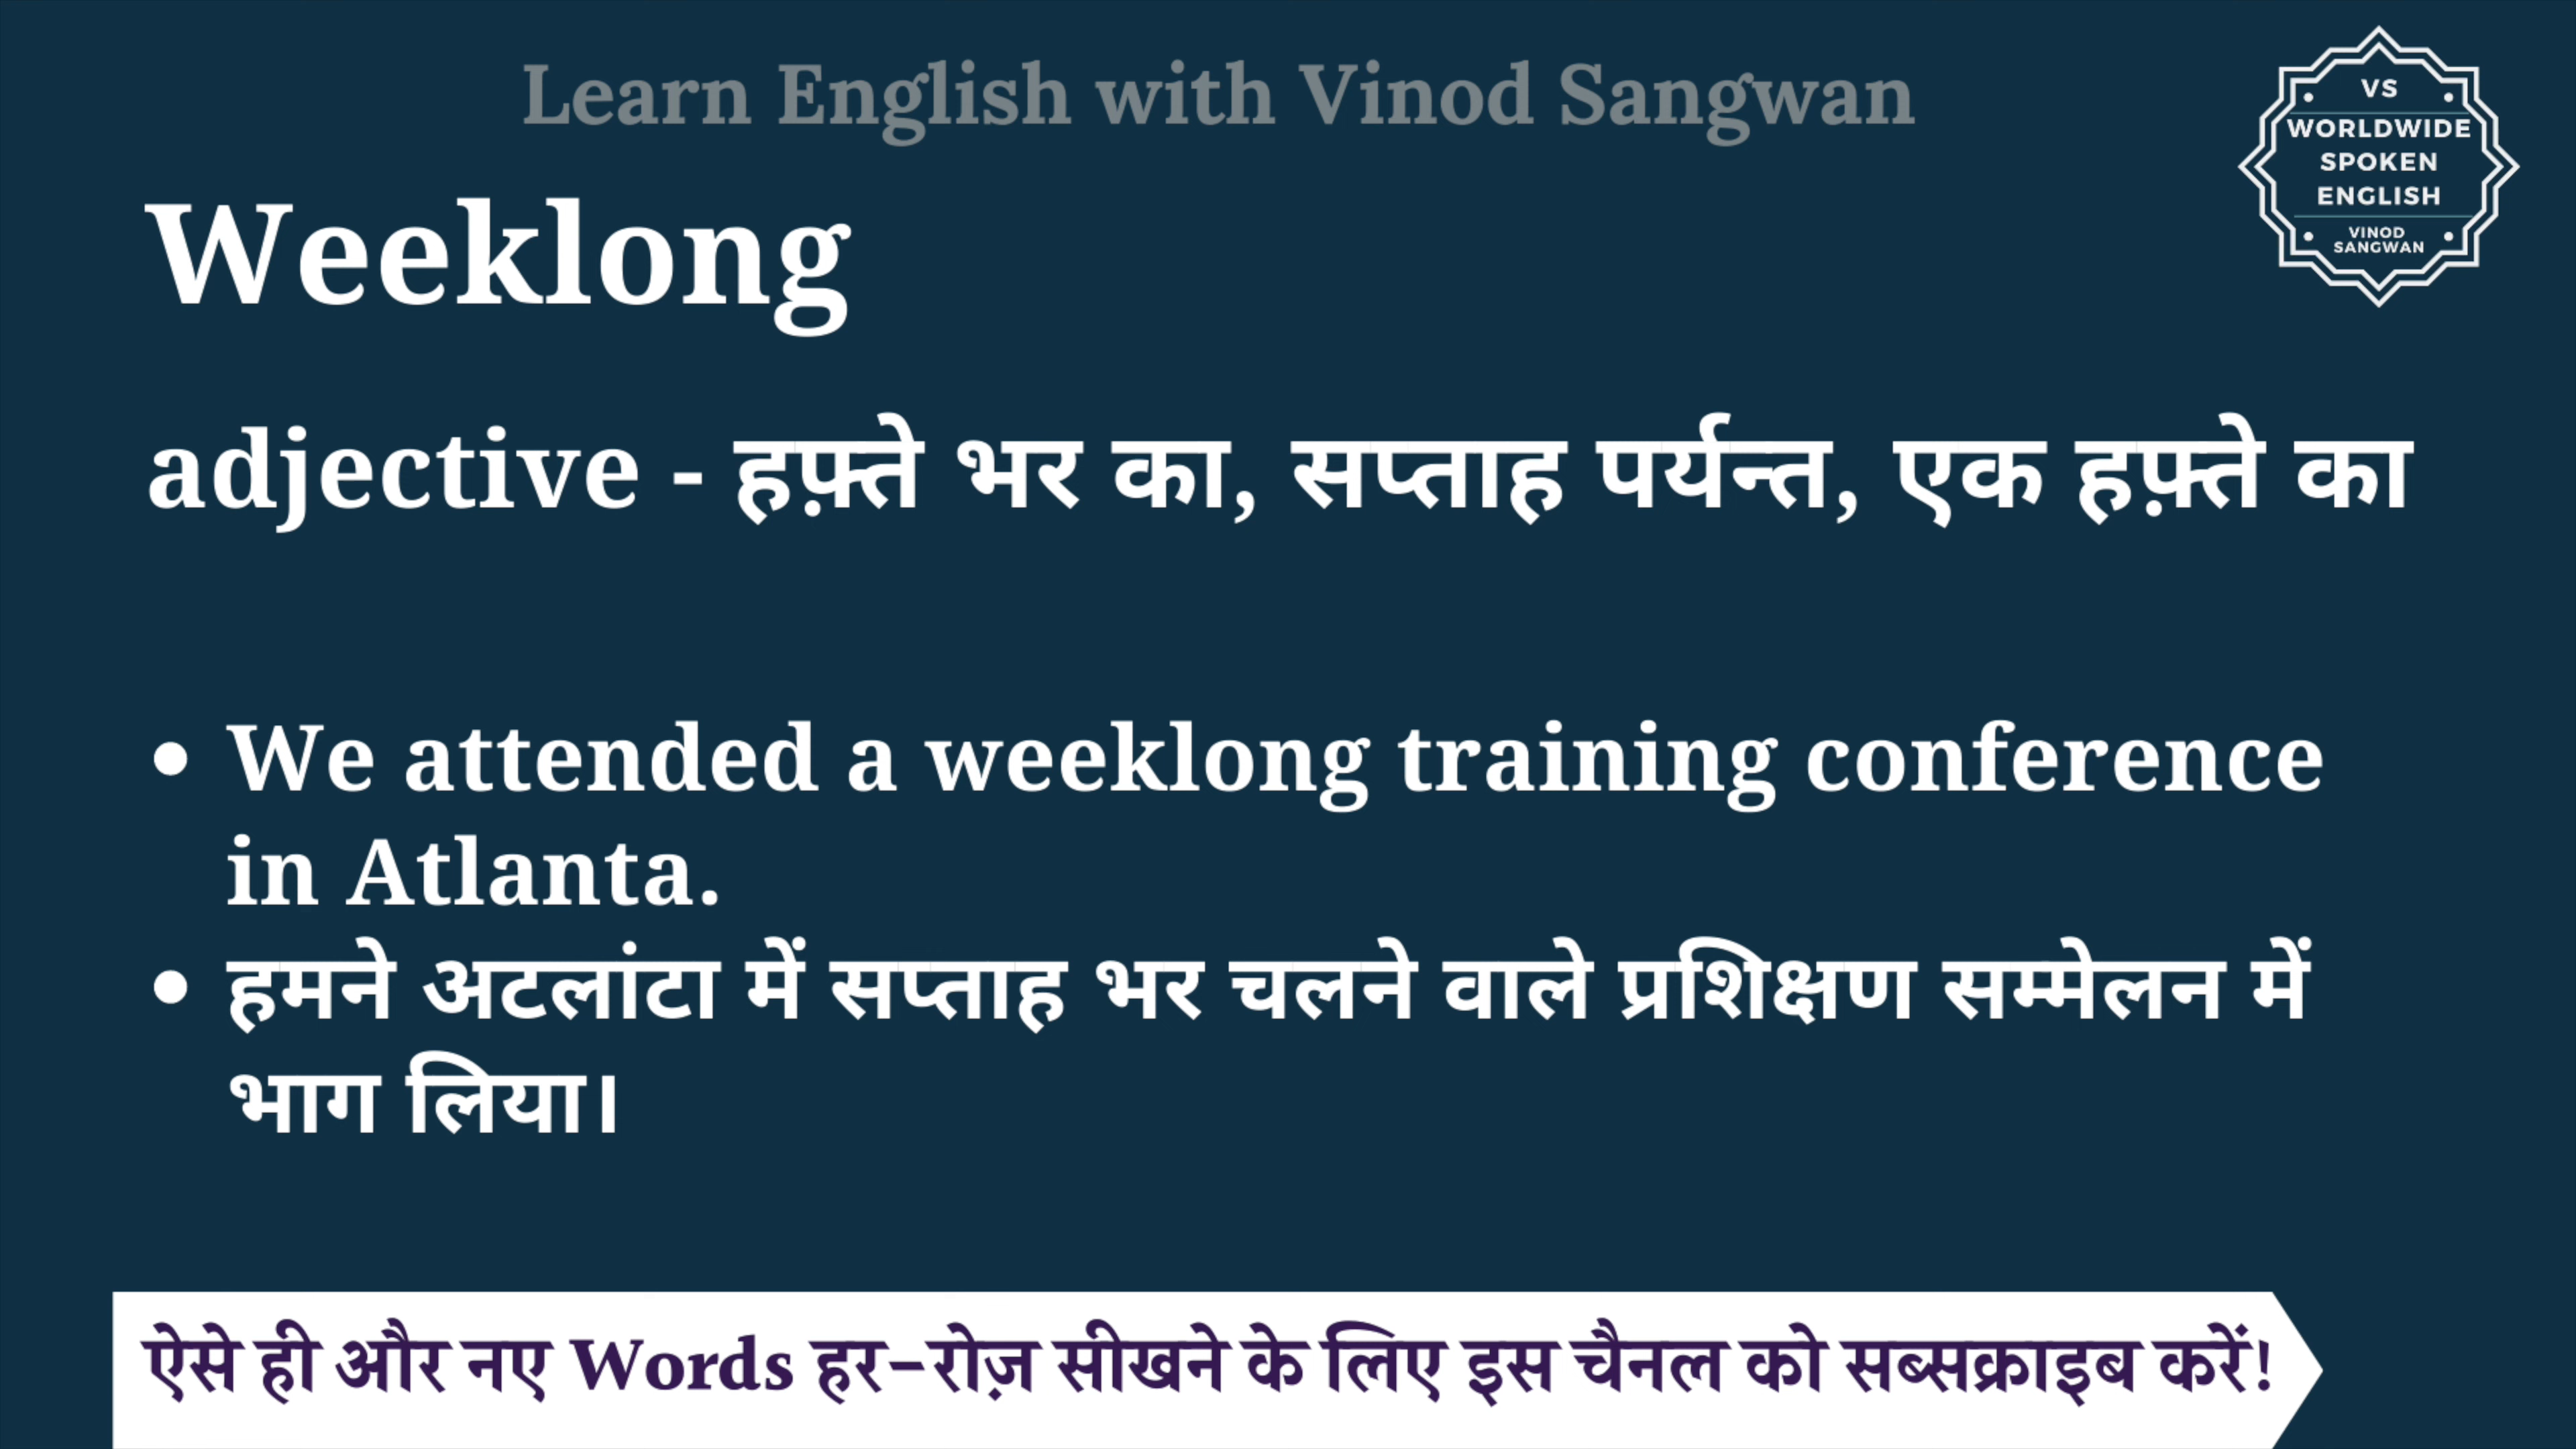 Learn English with Vinod Sangwan
VS
WORLDWIDE
SPOKEN
ENGLISH
VINOD
SANGWAN
Weeklong
adjective - हफ़्ते भर का, सप्ताह पर्यन्त, एक हफ़्ते का
• We attended a weeklong training conference
in Atlanta.
• हमने अटलांटा में सप्ताह भर चलने वाले प्रशिक्षण सम्मेलन में
भाग लिया।
ऐसे ही और नए Words हर-रोज़ सीखने के लिए इस चैनल को सब्सक्राइब करें!